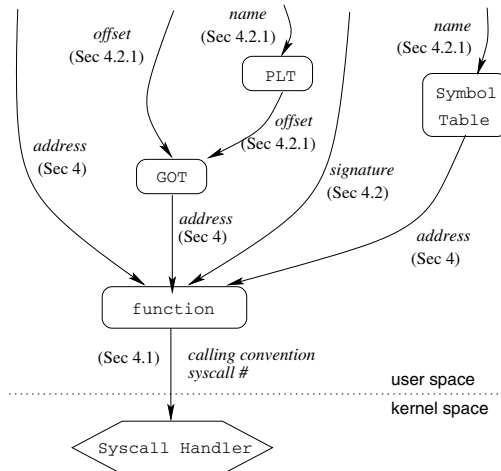 name
(Sec 4.2.1)
offset
(Sec 4.2.1)
name
(Sec 4.2.1)
PLT
Symbol
Table
offset
(Sec 4.2.1)
address
(Sec 4)
GOT
signature
(Sec 4.2)
address
(Sec 4)
address
(Sec 4)
function
(Sec 4.1)
calling convention
syscall #
user space
kernel space
Syscall Handler